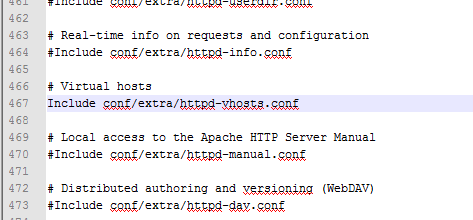 461 #Include conf/extra/httpd-userdir.conf
462
463 # Real-time info on requests and configuration
464 #Include conf/extra/httpd-info.conf
465
466 # Virtual hosts
467 Include conf/extra/httpd-vhosts.conf
468
469 # Local access to the Apache HTTP Server Manual
470 #Include conf/extra/httpd-manual.conf
471
472 # Distributed authoring and versioning (WebDAV)
473 #Include conf/extra/httpd-dav.conf